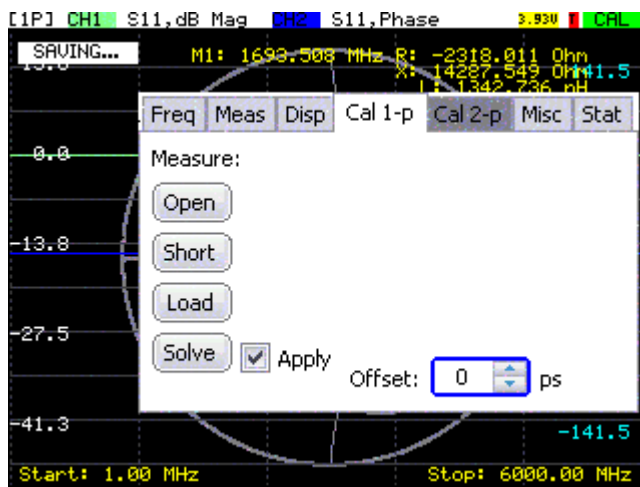 [1P] CH1 S11,dB Mag CH2 S11,Phase 3.93U T CAL
SAVING... M1: 1693.508 MHz R: -2318.011 Ohm
X: 14287.549 Ohm
L: 1342.736 nH
Freq Meas Disp Cal 1-p Cal 2-p Misc Stat
0.0 Measure:
Open
-13.8 Short
Load
-27.5
Solve Apply
Offset: 0 ps
-41.3 -141.5
Start: 1.00 MHz Stop: 6000.00 MHz